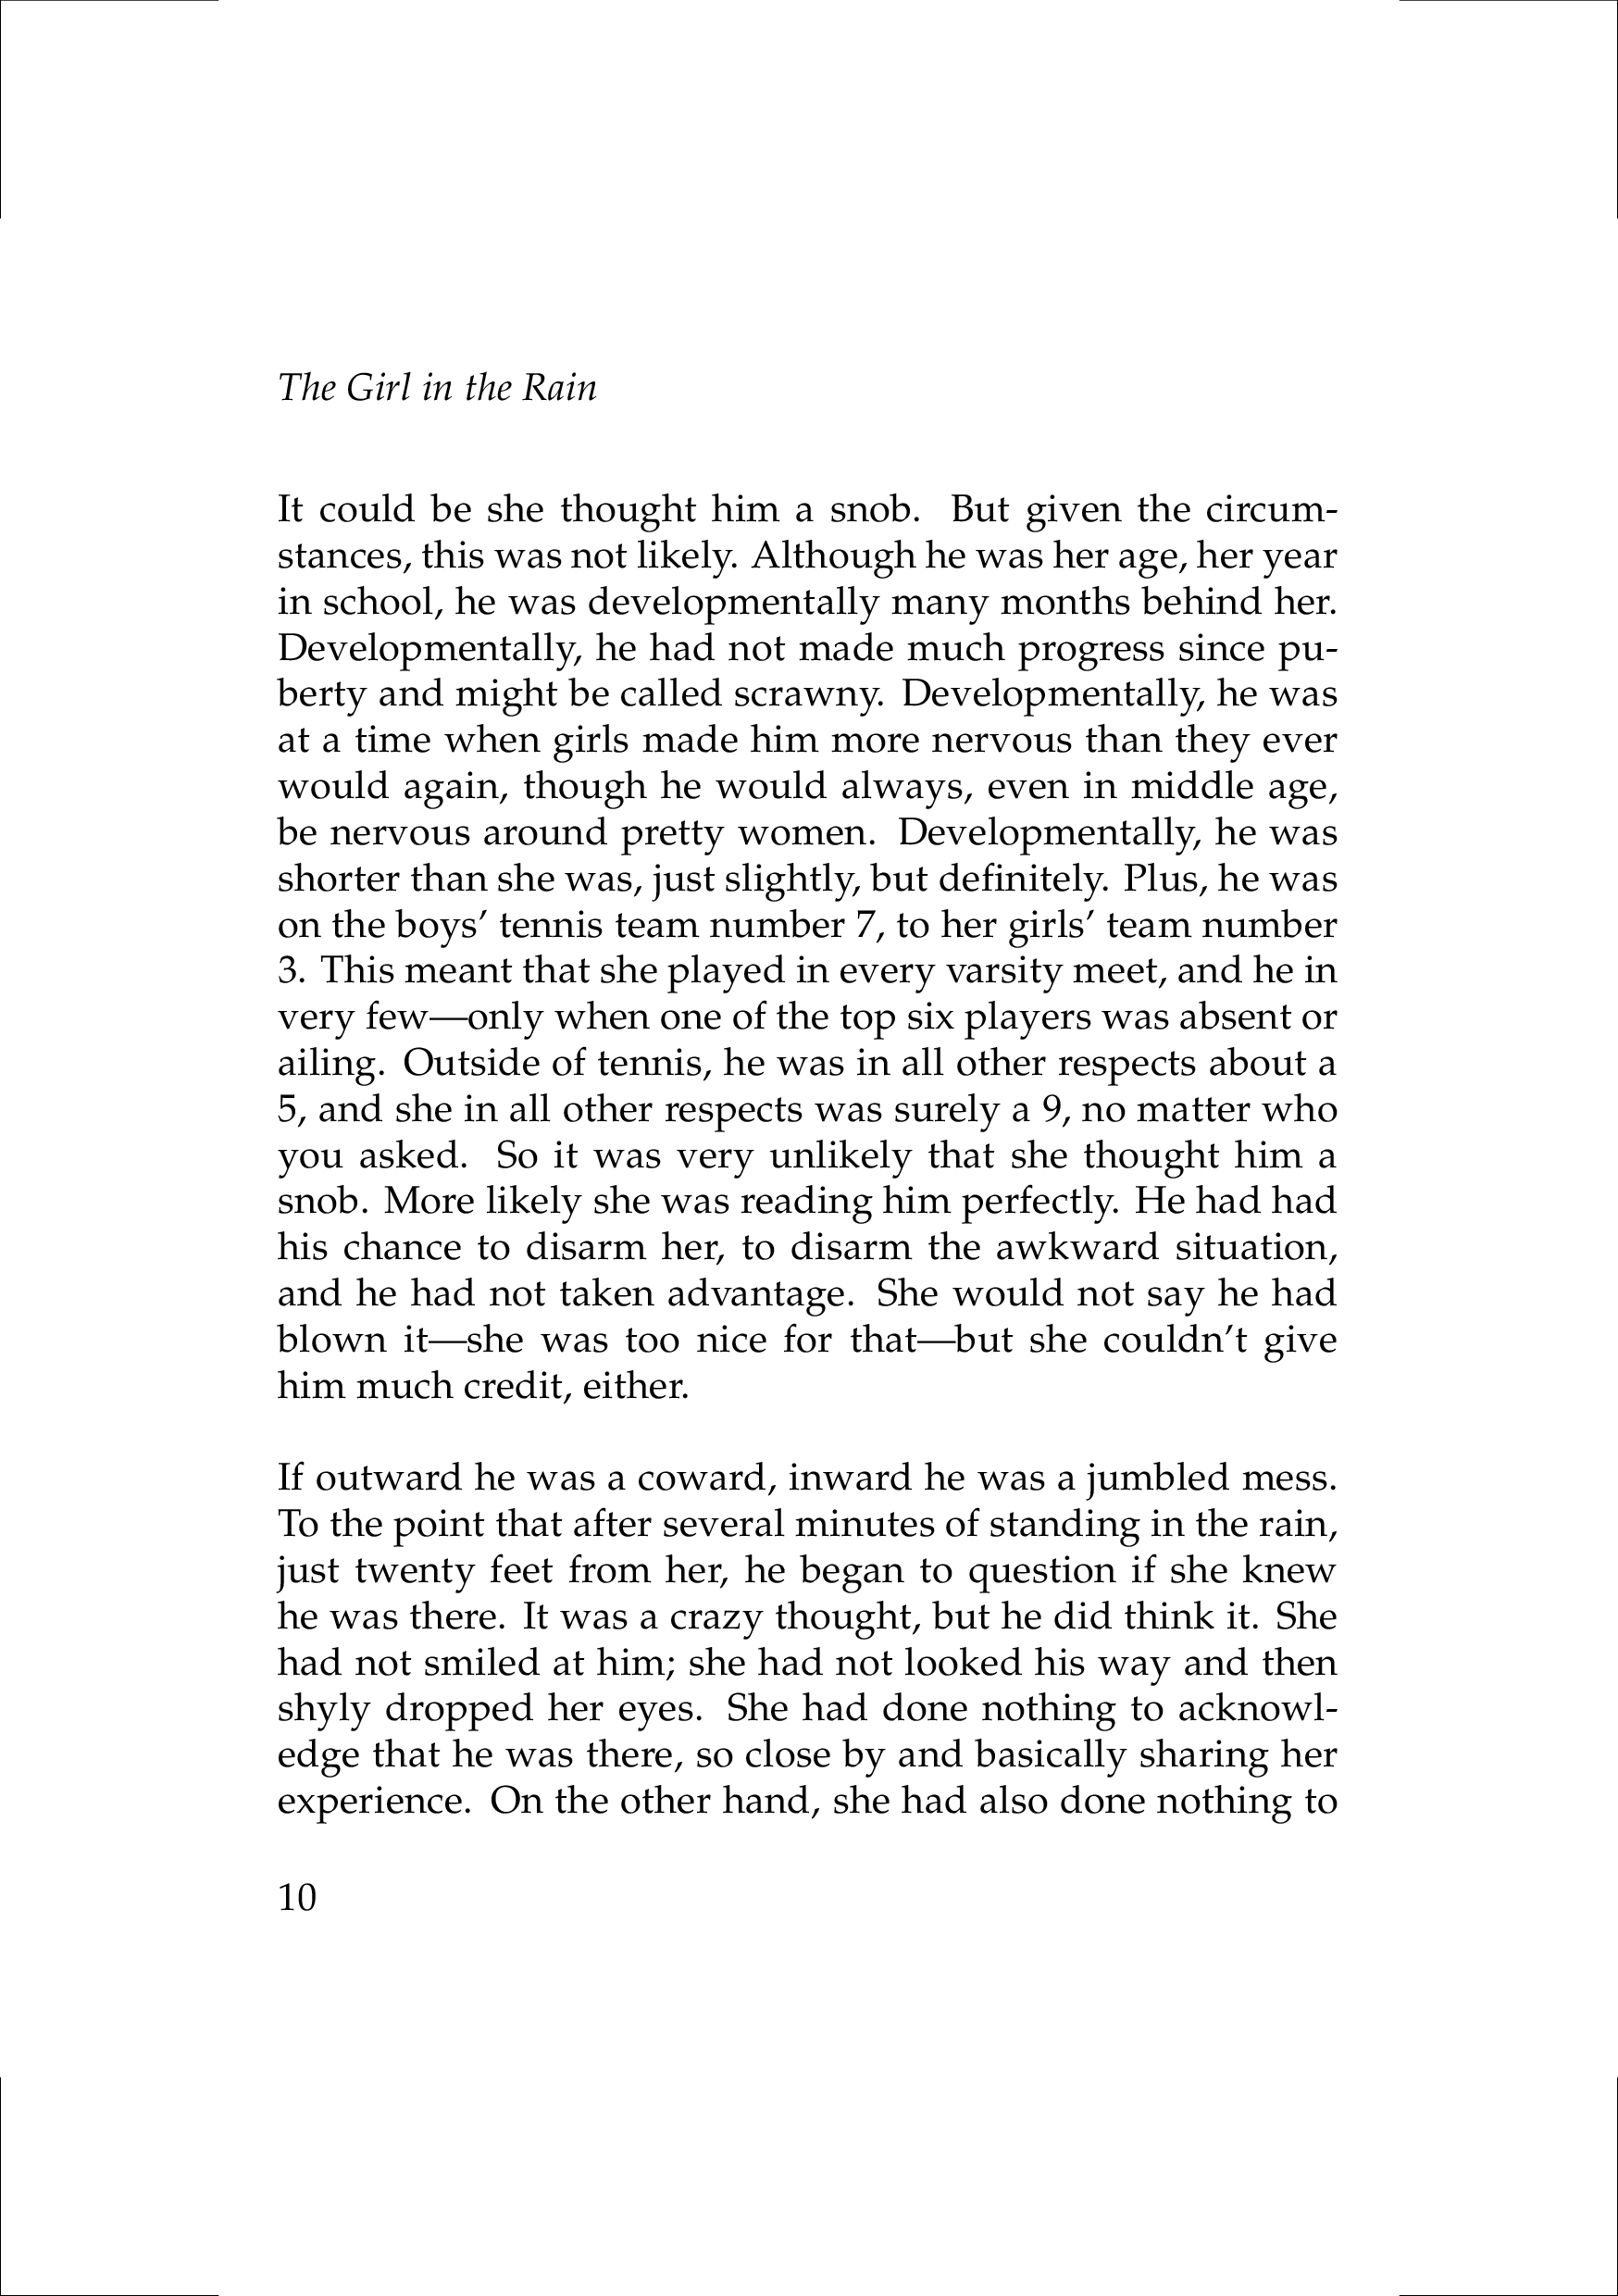 The Girl in the Rain
It could be she thought him a snob. But given the circum-
stances, this was not likely. Although he was her age, her year
in school, he was developmentally many months behind her.
Developmentally, he had not made much progress since pu-
berty and might be called scrawny. Developmentally, he was
at a time when girls made him more nervous than they ever
would again, though he would always, even in middle age,
be nervous around pretty women. Developmentally, he was
shorter than she was, just slightly, but definitely. Plus, he was
on the boys’ tennis team number 7, to her girls’ team number
3. This meant that she played in every varsity meet, and he in
very few—only when one of the top six players was absent or
ailing. Outside of tennis, he was in all other respects about a
5, and she in all other respects was surely a 9, no matter who
you asked. So it was very unlikely that she thought him a
snob. More likely she was reading him perfectly. He had had
his chance to disarm her, to disarm the awkward situation,
and he had not taken advantage. She would not say he had
blown it—she was too nice for that—but she couldn’t give
him much credit, either.
If outward he was a coward, inward he was a jumbled mess.
To the point that after several minutes of standing in the rain,
just twenty feet from her, he began to question if she knew
he was there. It was a crazy thought, but he did think it. She
had not smiled at him; she had not looked his way and then
shyly dropped her eyes. She had done nothing to acknowl-
edge that he was there, so close by and basically sharing her
experience. On the other hand, she had also done nothing to
10